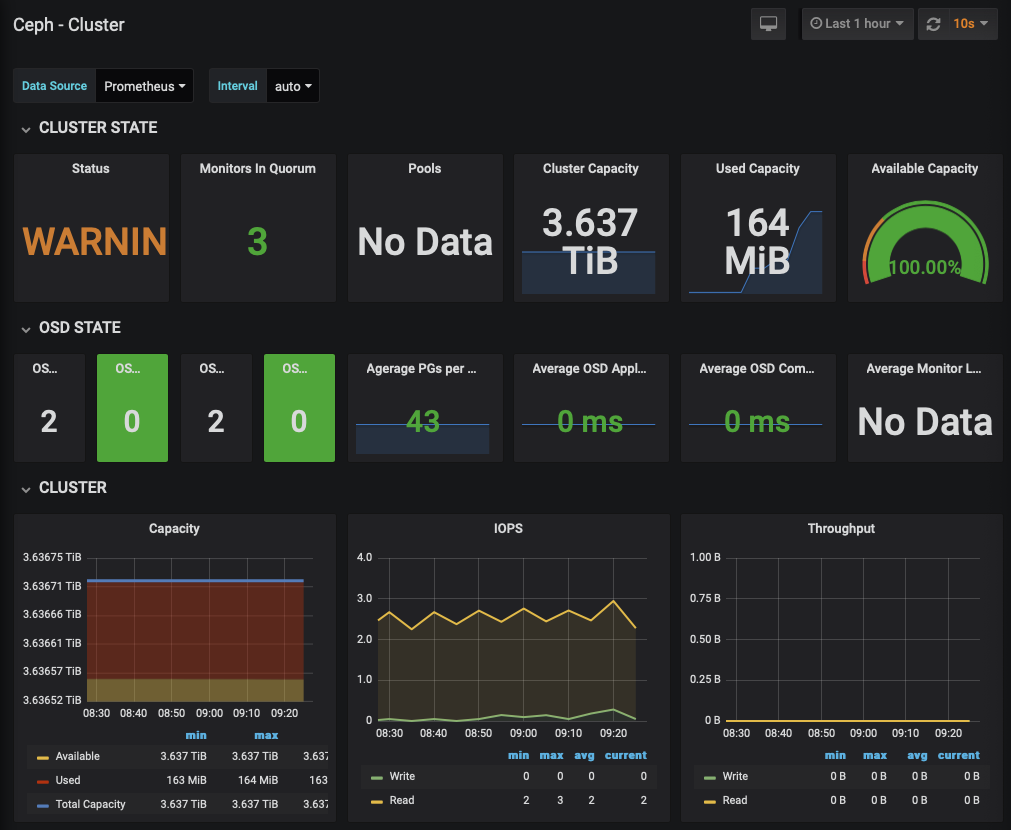 Ceph - Cluster
Last 1 hour
10s
Data Source Prometheus Interval auto
CLUSTER STATE
Status
WARNIN
Monitors In Quorum
3
Pools
No Data
Cluster Capacity
3.637
TiB
Used Capacity
164
MiB
Available Capacity
100.00%
OSD STATE
OS...
2
OS...
0
OS...
2
OS...
0
Agerage PGs per ...
43
Average OSD Appl...
0 ms
Average OSD Com...
0 ms
Average Monitor L...
No Data
CLUSTER
Capacity
3.63675 TiB
3.63671 TiB
3.63666 TiB
3.63661 TiB
3.63657 TiB
3.63652 TiB
08:30 08:40 08:50 09:00 09:10 09:20
min max
Available 3.637 TiB 3.637 TiB 3.637
Used 163 MiB 164 MiB 163
Total Capacity 3.637 TiB 3.637 TiB 3.637
IOPS
4.0
3.0
2.0
1.0
0
08:30 08:40 08:50 09:00 09:10 09:20
min max avg current
Write 0 0 0 0
Read 2 3 2 2
Throughput
1.00 B
0.75 B
0.50 B
0.25 B
0 B
08:30 08:40 08:50 09:00 09:10 09:20
min max avg current
Write 0 B 0 B 0 B 0 B
Read 0 B 0 B 0 B 0 B